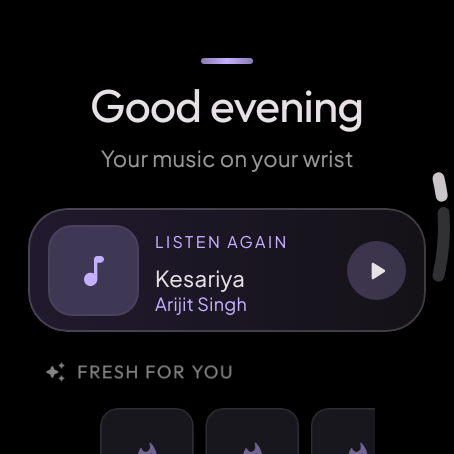 Good evening
Your music on your wrist
LISTEN AGAIN
Kesariya
Arijit Singh
FRESH FOR YOU